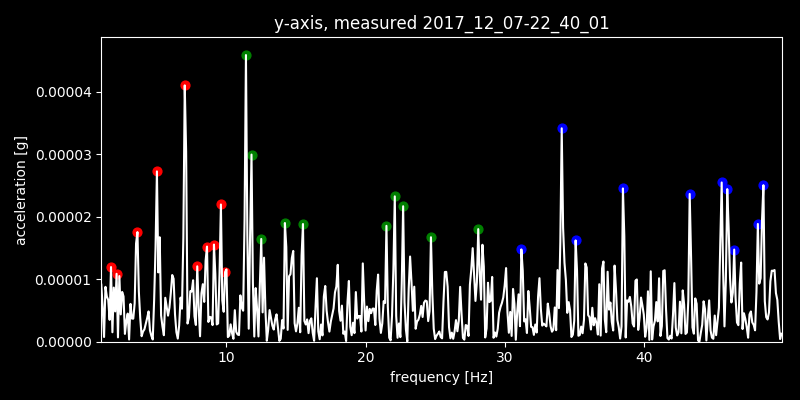 y-axis, measured 2017_12_07-22_40_01
0.00004
0.00003
0.00002
0.00001
0.00000
acceleration [g]
10 20 30 40
frequency [Hz]